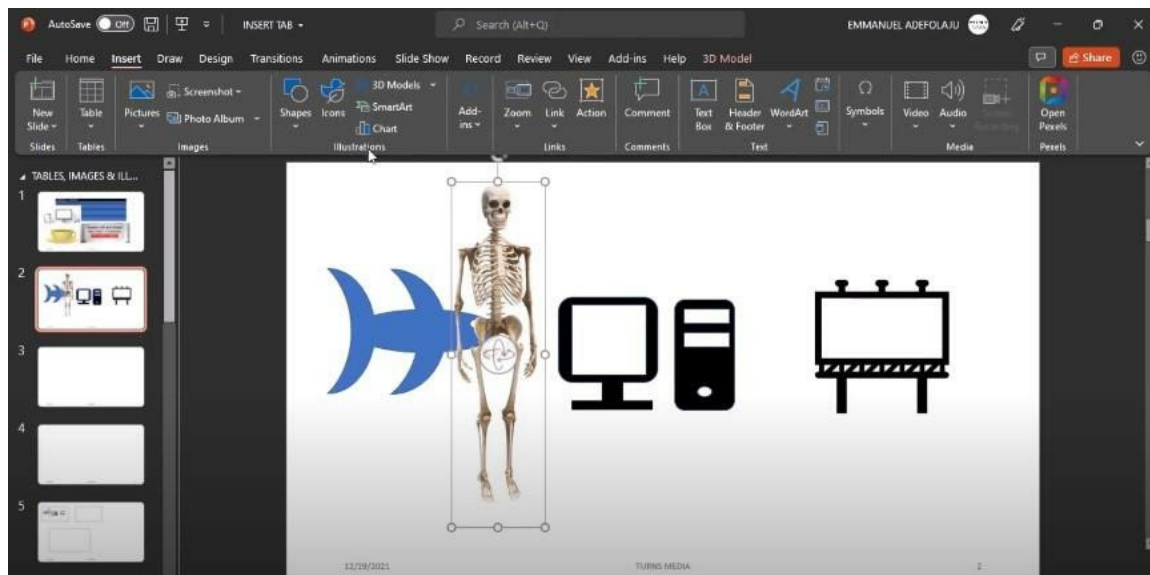 AutoSave Off INSERT TAB Search (Alt+Q) EMMANUEL ADEFOLAJU
File Home Insert Draw Design Transitions Animations Slide Show Record Review View Add-ins Help 3D Model Share
New Slide
Table
Pictures
Screenshot
Photo Album
Shapes
Icons
3D Models
SmartArt
Chart
Add-ins
Zoom
Link
Action
Comment
Text Box
Header & Footer
WordArt
Symbols
Video
Audio
Screen Recording
Open Pexels
Slides Tables Images Illustrations Links Comments Text Media Pexels
TABLES, IMAGES & ILL...
1
2
3
4
5
12/19/2021 TURNS MEDIA 2